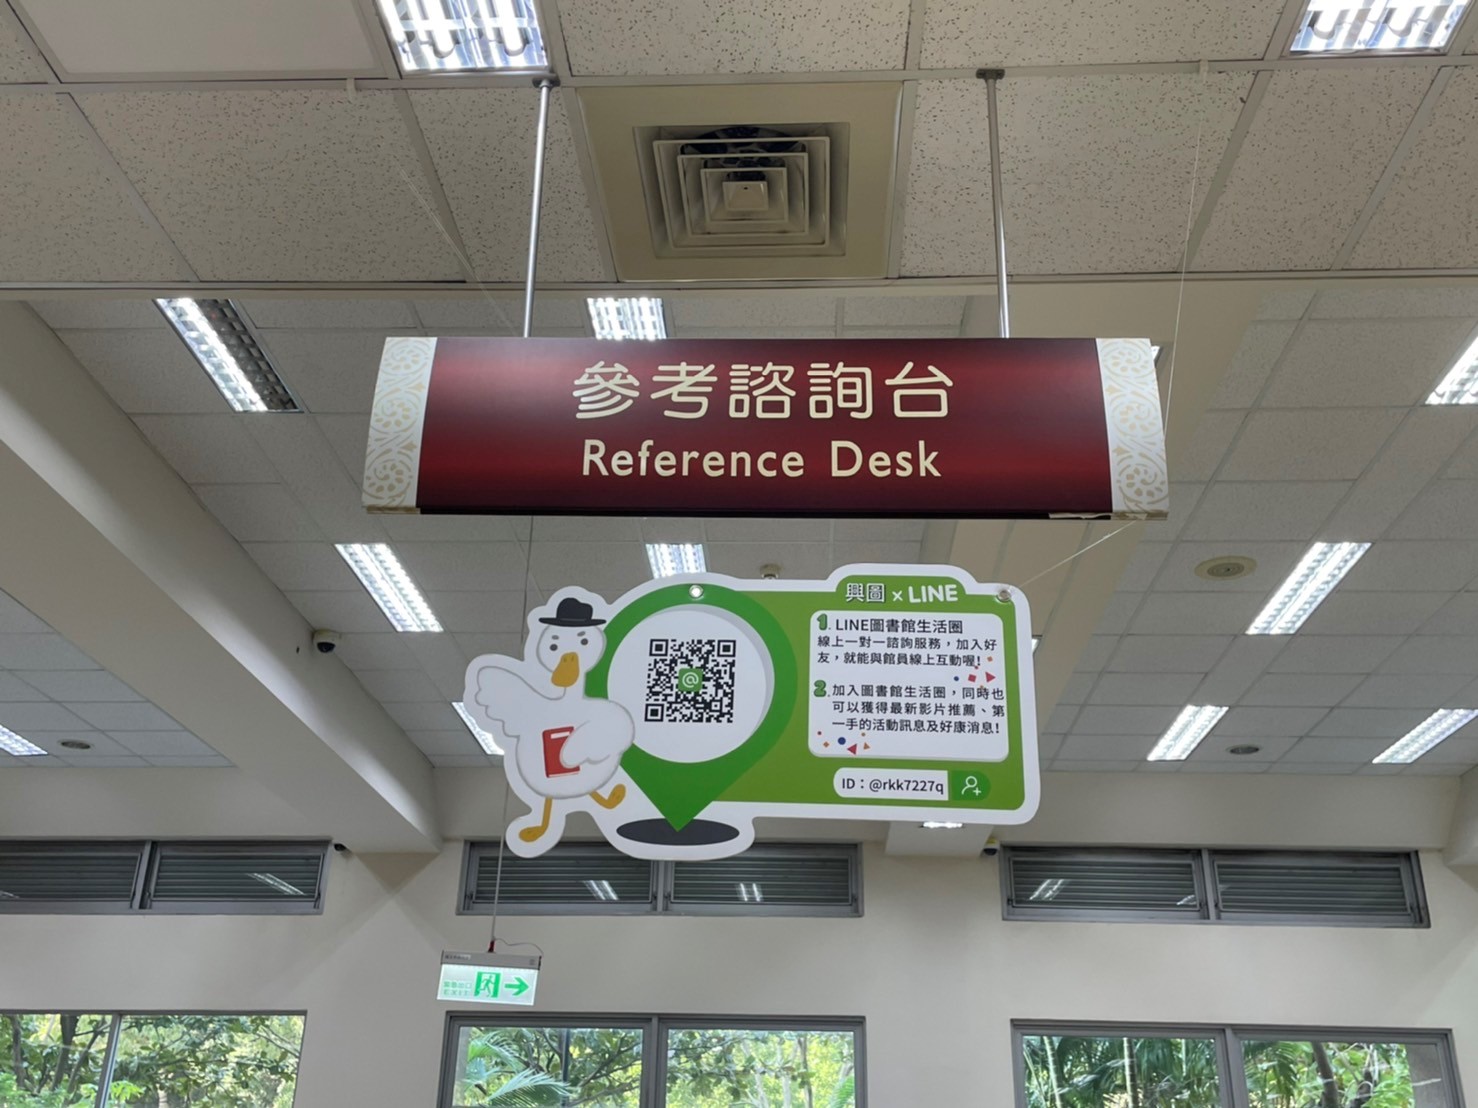 參考諮詢台
Reference Desk
興圖 × LINE
1. LINE圖書館生活圈
線上一對一諮詢服務，加入好
友，就能與館員線上互動喔!
2. 加入圖書館生活圈，同時也
可以獲得最新影片推薦、第
一手的活動訊息及好康消息!
ID：@rkk7227q